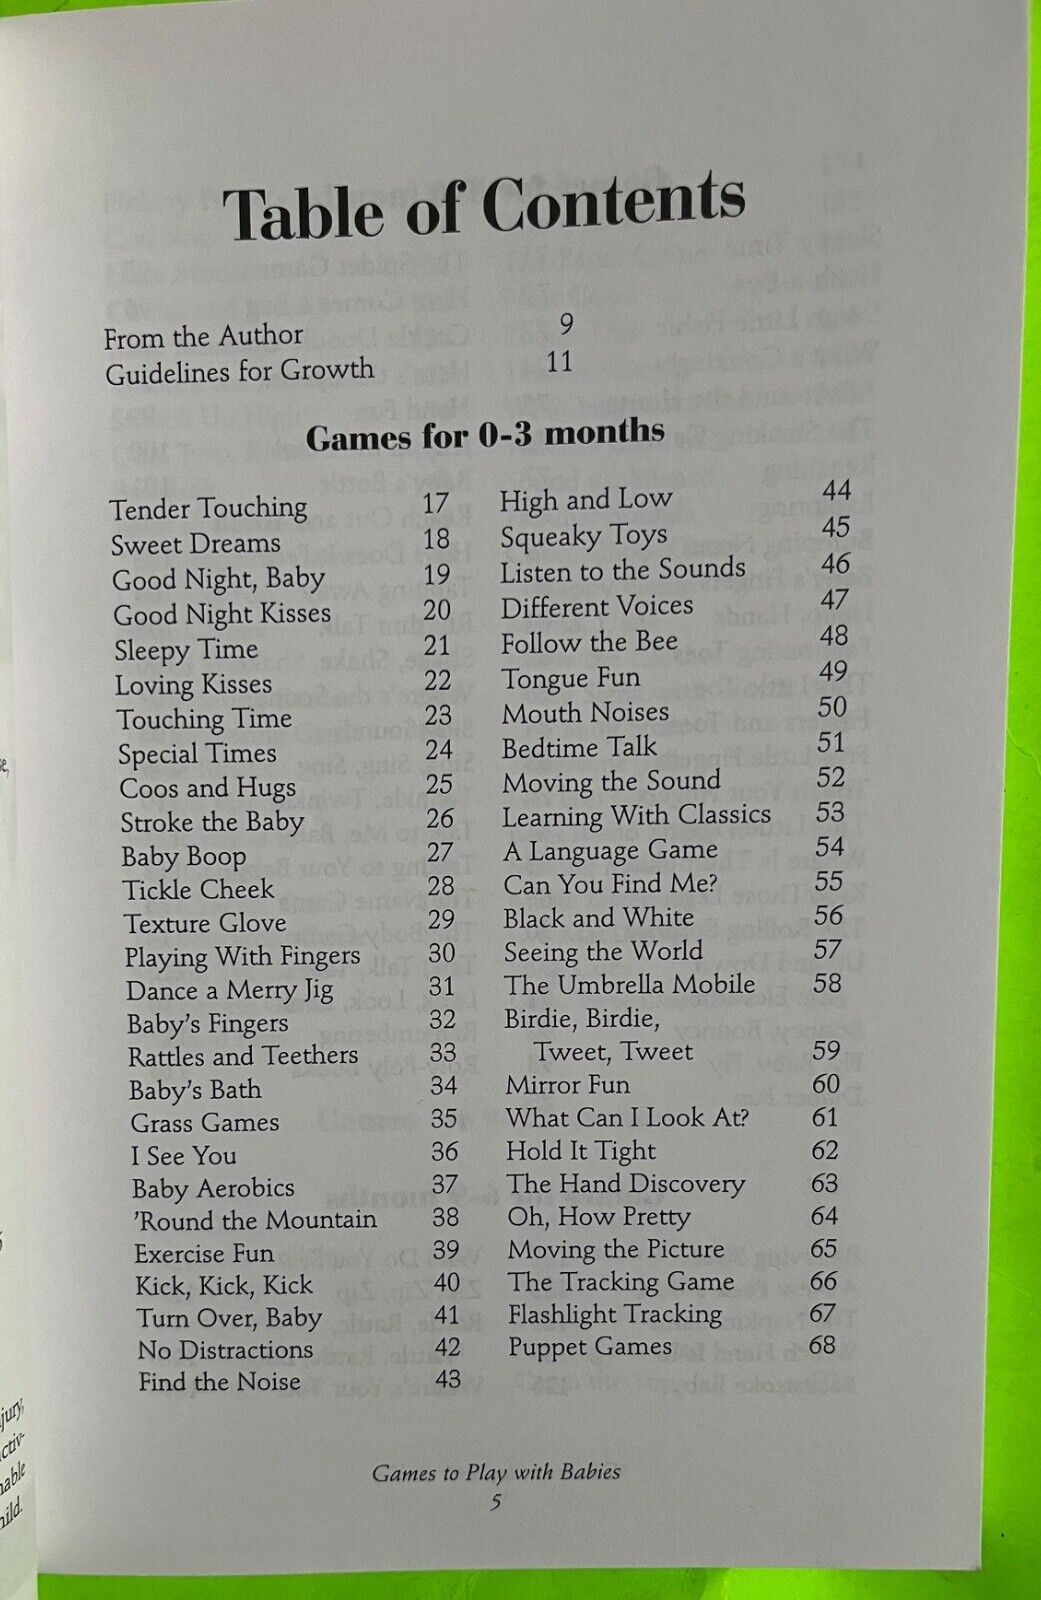 Table of Contents
From the Author 9
Guidelines for Growth 11
Games for 0-3 months
Tender Touching 17
Sweet Dreams 18
Good Night, Baby 19
Good Night Kisses 20
Sleepy Time 21
Loving Kisses 22
Touching Time 23
Special Times 24
Coos and Hugs 25
Stroke the Baby 26
Baby Boop 27
Tickle Cheek 28
Texture Glove 29
Playing With Fingers 30
Dance a Merry Jig 31
Baby's Fingers 32
Rattles and Teethers 33
Baby's Bath 34
Grass Games 35
I See You 36
Baby Aerobics 37
'Round the Mountain 38
Exercise Fun 39
Kick, Kick, Kick 40
Turn Over, Baby 41
No Distractions 42
Find the Noise 43
High and Low 44
Squeaky Toys 45
Listen to the Sounds 46
Different Voices 47
Follow the Bee 48
Tongue Fun 49
Mouth Noises 50
Bedtime Talk 51
Moving the Sound 52
Learning With Classics 53
A Language Game 54
Can You Find Me? 55
Black and White 56
Seeing the World 57
The Umbrella Mobile 58
Birdie, Birdie,
Tweet, Tweet 59
Mirror Fun 60
What Can I Look At? 61
Hold It Tight 62
The Hand Discovery 63
Oh, How Pretty 64
Moving the Picture 65
The Tracking Game 66
Flashlight Tracking 67
Puppet Games 68
Games to Play with Babies
5